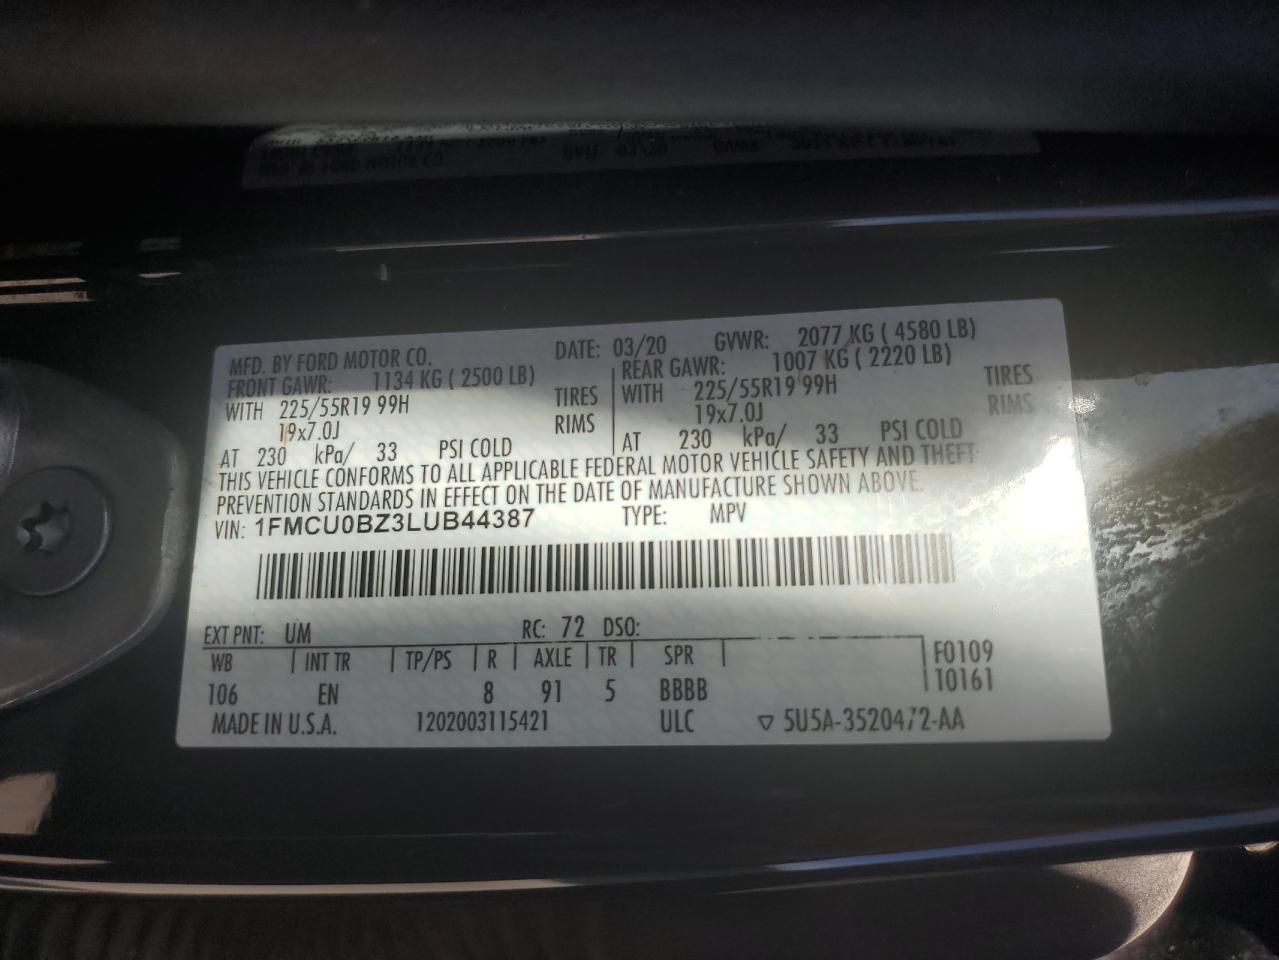 MFD. BY FORD MOTOR CO. DATE: 03/20 GVWR: 2077 KG ( 4580 LB)
FRONT GAWR: 1134 KG ( 2500 LB) REAR GAWR: 1007 KG ( 2220 LB)
WITH 225/55R19 99H TIRES WITH 225/55R19 99H TIRES
19x7.0J RIMS 19x7.0J RIMS
AT 230 kPa/ 33 PSI COLD AT 230 kPa/ 33 PSI COLD
THIS VEHICLE CONFORMS TO ALL APPLICABLE FEDERAL MOTOR VEHICLE SAFETY AND THEFT
PREVENTION STANDARDS IN EFFECT ON THE DATE OF MANUFACTURE SHOWN ABOVE.
VIN: 1FMCU0BZ3LUB44387 TYPE: MPV
EXT PNT: UM RC: 72 DSO:
WB INT TR TP/PS R AXLE TR SPR F0109
106 EN 8 91 5 BBBB T0161
MADE IN U.S.A. 1202003115421 ULC ▽ 5U5A-3520472-AA